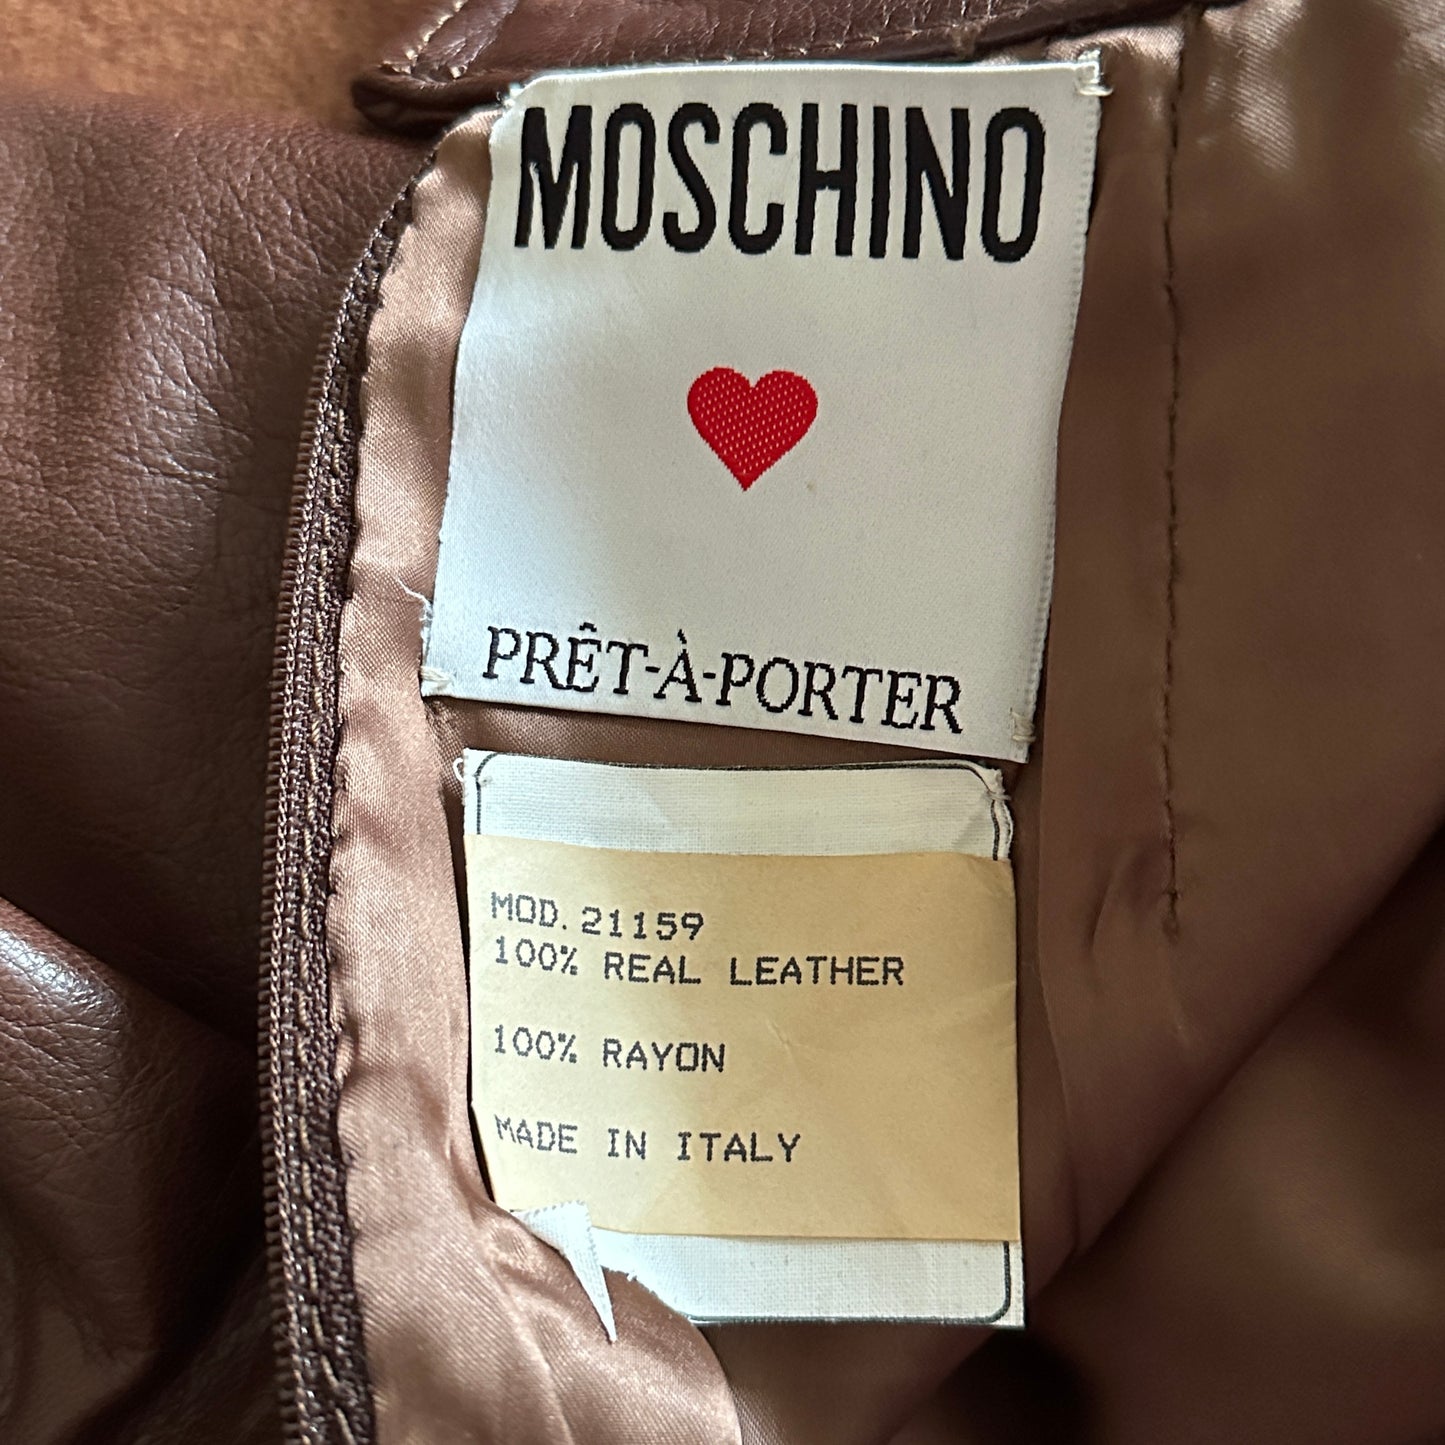 MOSCHINO
PRÊT-À-PORTER
MOD. 21159
100% REAL LEATHER
100% RAYON
MADE IN ITALY